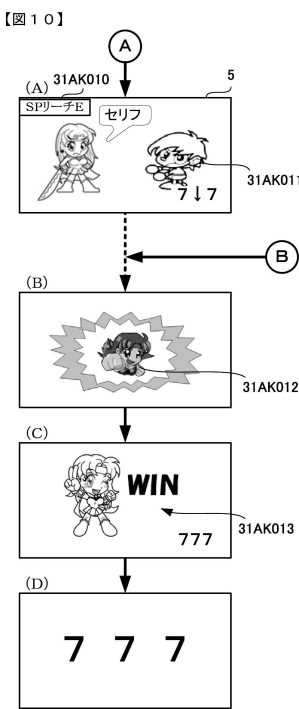 【図１０】
A
(A) 31AK010 5
SPリーチE
セリフ
31AK011
7↓7
B
(B)
31AK012
(C)
WIN
31AK013
777
(D)
7 7 7